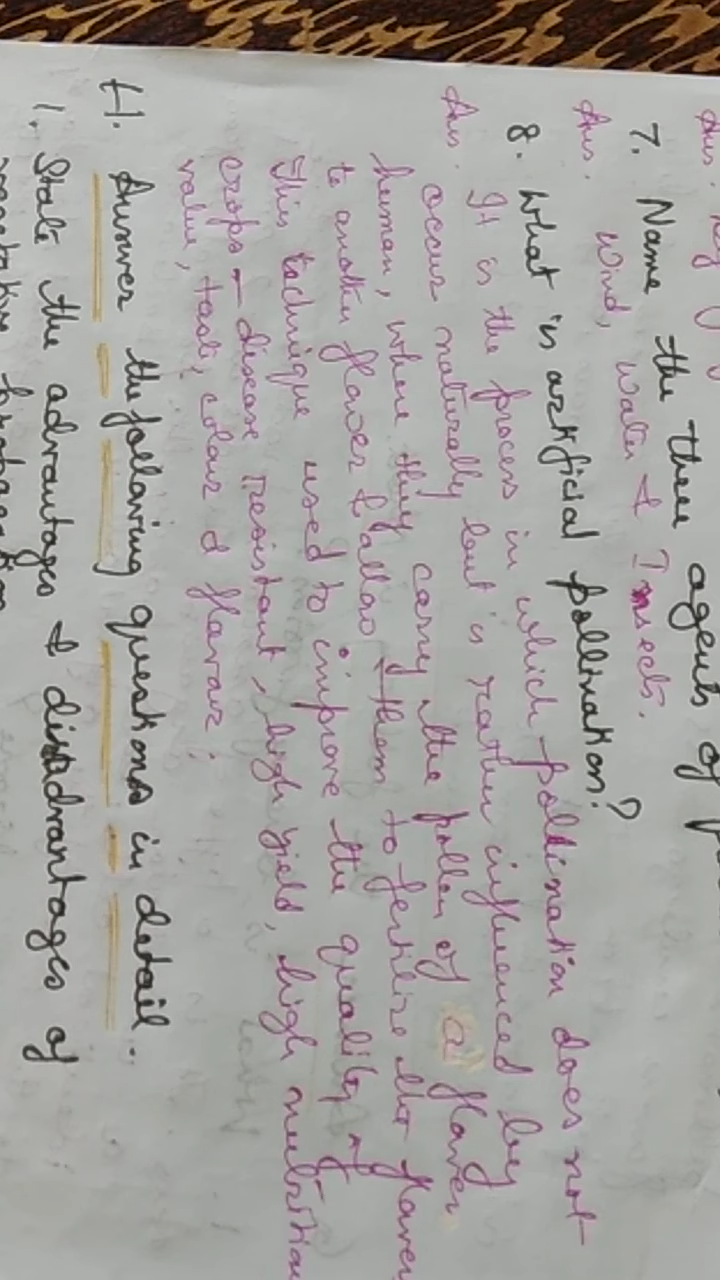 Ans.
7. Name the three agents of
Ans. Wind, Water & Insects.
8. What is artificial pollination?
Ans. It is the process in which pollination does not
occur naturally but is rather influenced by
human, where they carry the pollen of a flower
to another flower & allow them to fertilize the flower
This technique used to improve the quality of
crops - disease resistant, high yield, high nutrition
value, taste, colour & flavour.
H. Answer the following questions in detail.
1. State the advantages & disadvantages of
vegetative propagation